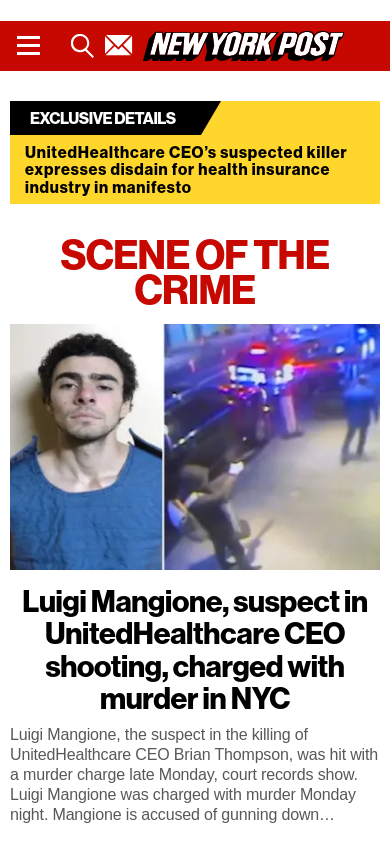 NEW YORK POST
EXCLUSIVE DETAILS
UnitedHealthcare CEO’s suspected killer
expresses disdain for health insurance
industry in manifesto
SCENE OF THE
CRIME
Luigi Mangione, suspect in
UnitedHealthcare CEO
shooting, charged with
murder in NYC
Luigi Mangione, the suspect in the killing of
UnitedHealthcare CEO Brian Thompson, was hit with
a murder charge late Monday, court records show.
Luigi Mangione was charged with murder Monday
night. Mangione is accused of gunning down…